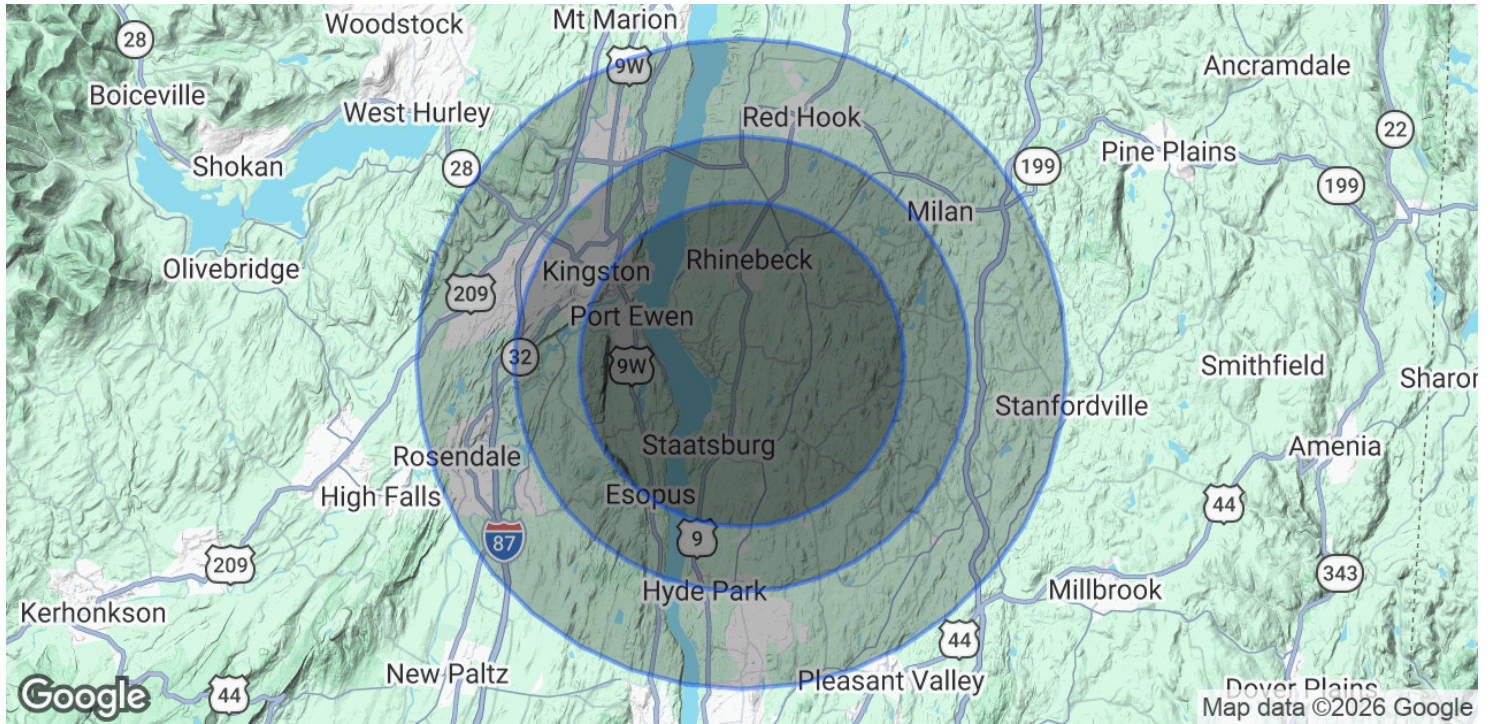 Woodstock
Mt Marion
28
9W
Ancramdale
Boiceville
West Hurley
Red Hook
22
Shokan
28
199
Pine Plains
199
Milan
Olivebridge
Kingston
Rhinebeck
209
Port Ewen
32
9W
Smithfield
Sharon
Stanfordville
Rosendale
Staatsburg
Amenia
High Falls
Esopus
44
87
9
209
343
Hyde Park
Millbrook
Kerhonkson
44
New Paltz
Pleasant Valley
44
Dover Plains
Google
Map data ©2026 Google